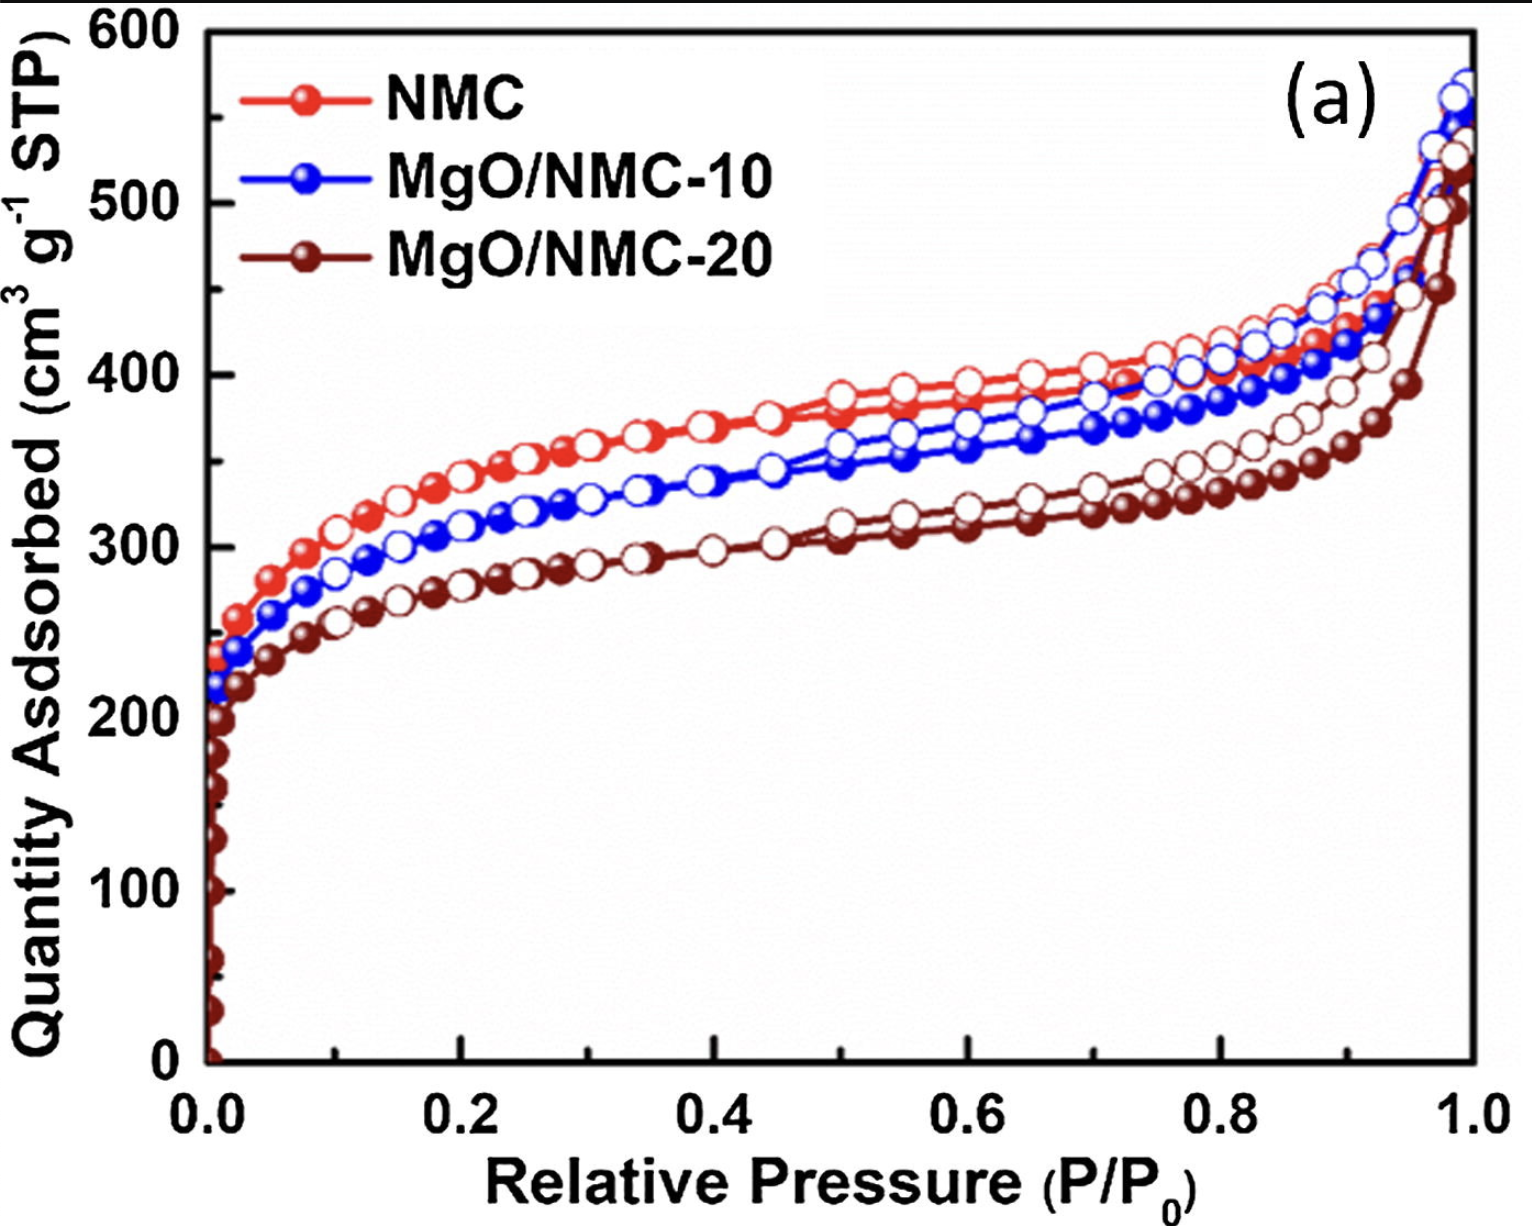 Quantity Asdsorbed (cm³ g⁻¹ STP)
600
500
400
300
200
100
0
NMC
MgO/NMC-10
MgO/NMC-20
(a)
0.0 0.2 0.4 0.6 0.8 1.0
Relative Pressure (P/P₀)